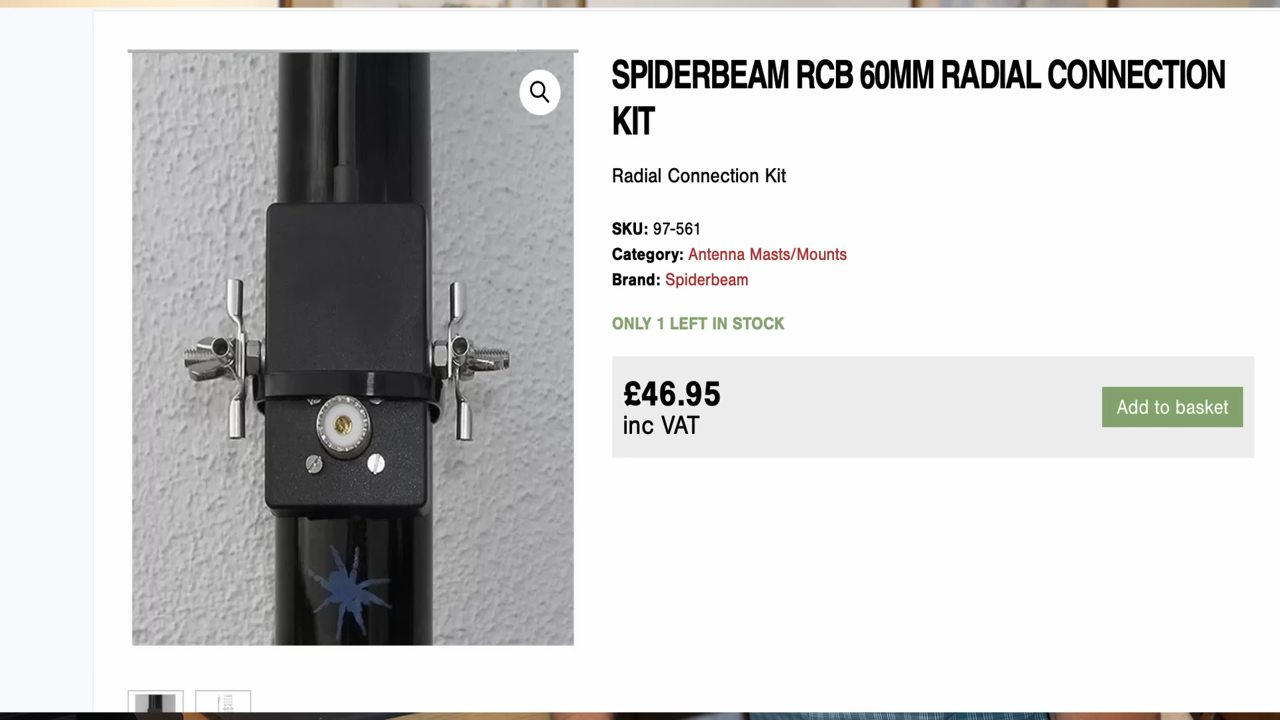 SPIDERBEAM RCB 60MM RADIAL CONNECTION
KIT
Radial Connection Kit
SKU: 97-561
Category: Antenna Masts/Mounts
Brand: Spiderbeam
ONLY 1 LEFT IN STOCK
£46.95
inc VAT
Add to basket